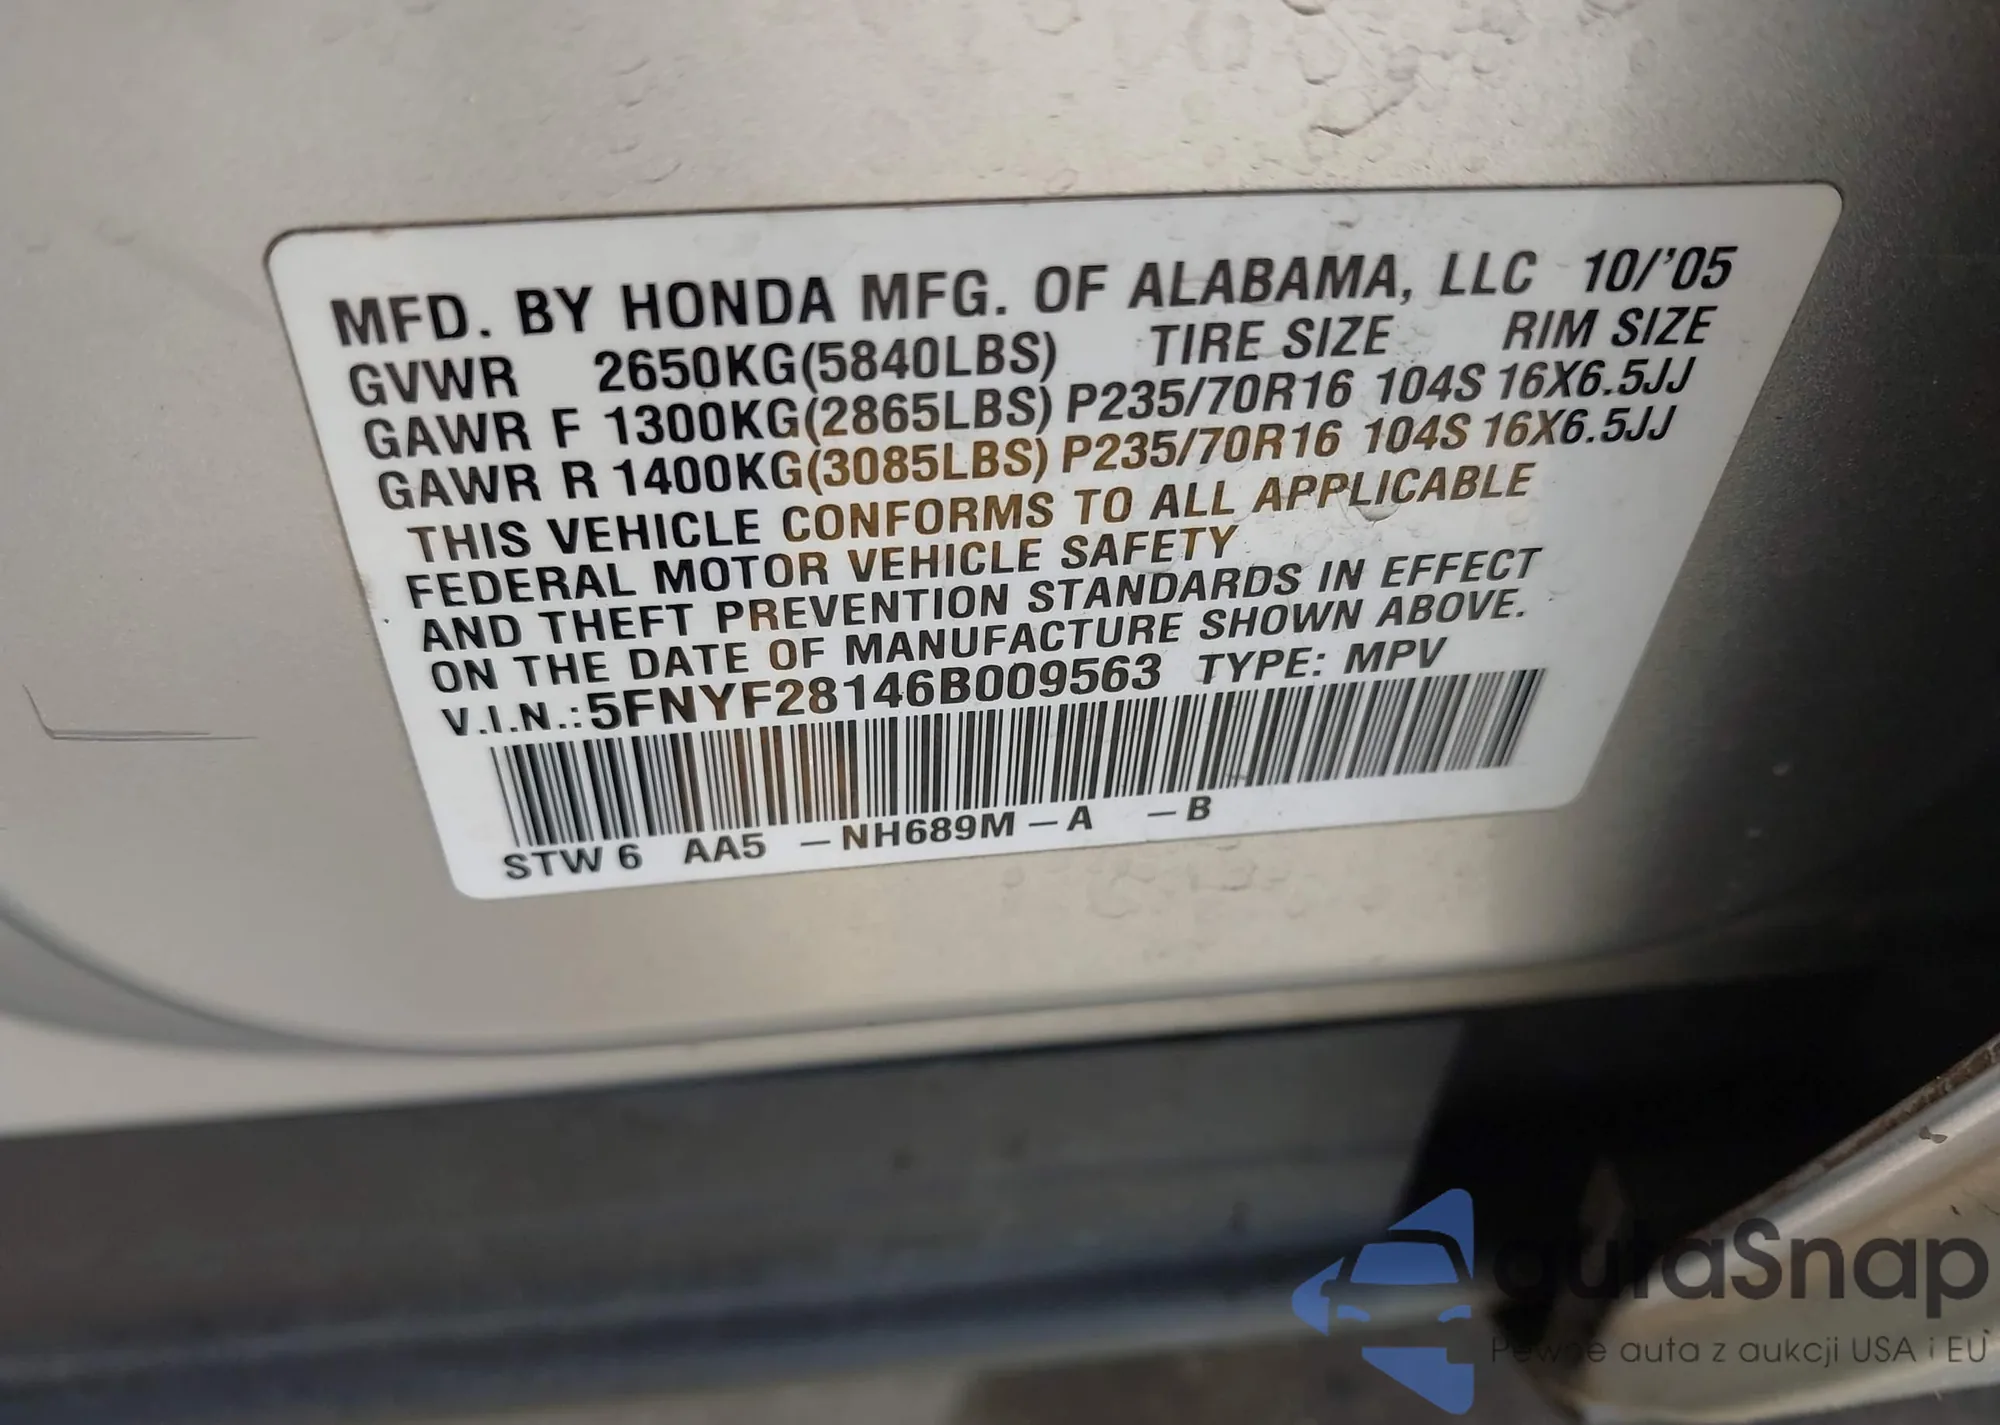 MFD. BY HONDA MFG. OF ALABAMA, LLC 10/'05
GVWR 2650KG(5840LBS) TIRE SIZE RIM SIZE
GAWR F 1300KG(2865LBS) P235/70R16 104S 16X6.5JJ
GAWR R 1400KG(3085LBS) P235/70R16 104S 16X6.5JJ
THIS VEHICLE CONFORMS TO ALL APPLICABLE
FEDERAL MOTOR VEHICLE SAFETY
AND THEFT PREVENTION STANDARDS IN EFFECT
ON THE DATE OF MANUFACTURE SHOWN ABOVE.
V.I.N.:5FNYF28146B009563 TYPE: MPV
STW 6 AA5 –NH689M–A –B
autaSnap
Pewne auta z aukcji USA i EU